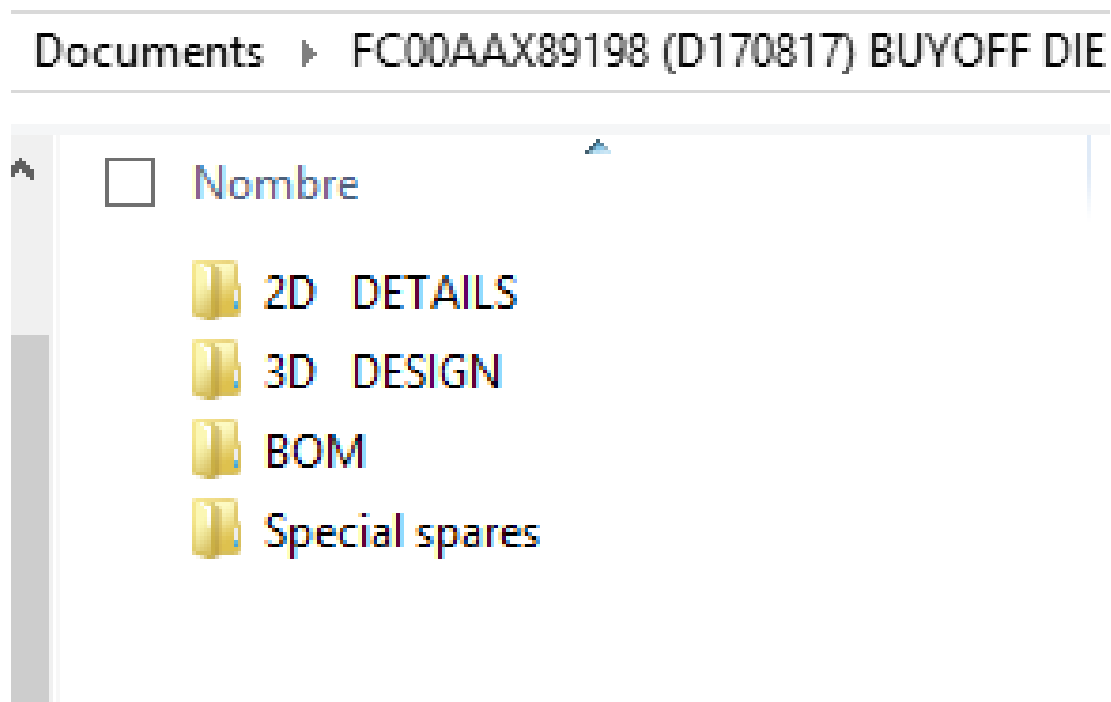 Documents ▸ FC00AAX89198 (D170817) BUYOFF DIE
Nombre
2D   DETAILS
3D   DESIGN
BOM
Special spares